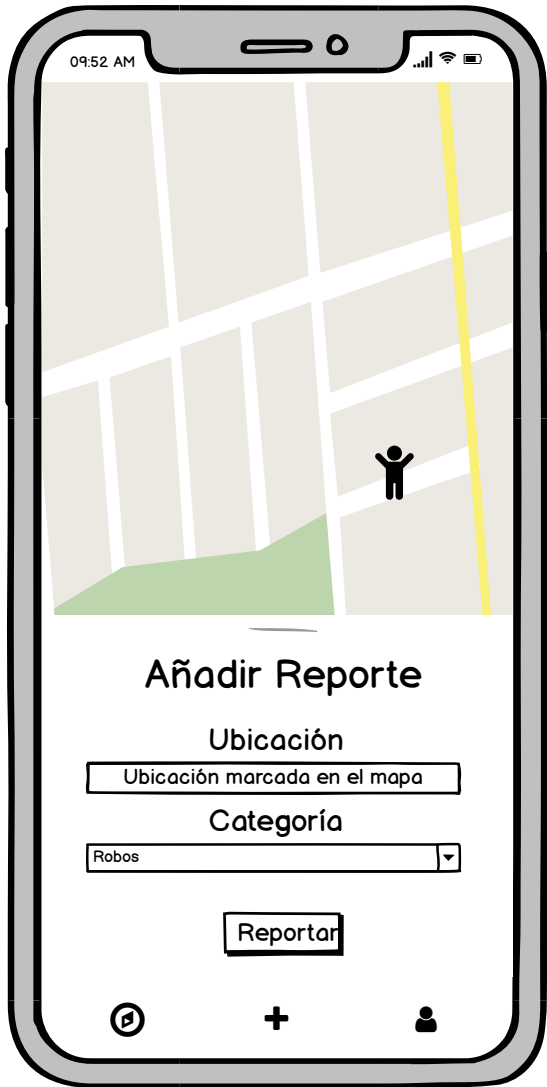 09:52 AM
Añadir Reporte
Ubicación
Ubicación marcada en el mapa
Categoría
Robos
Reportar